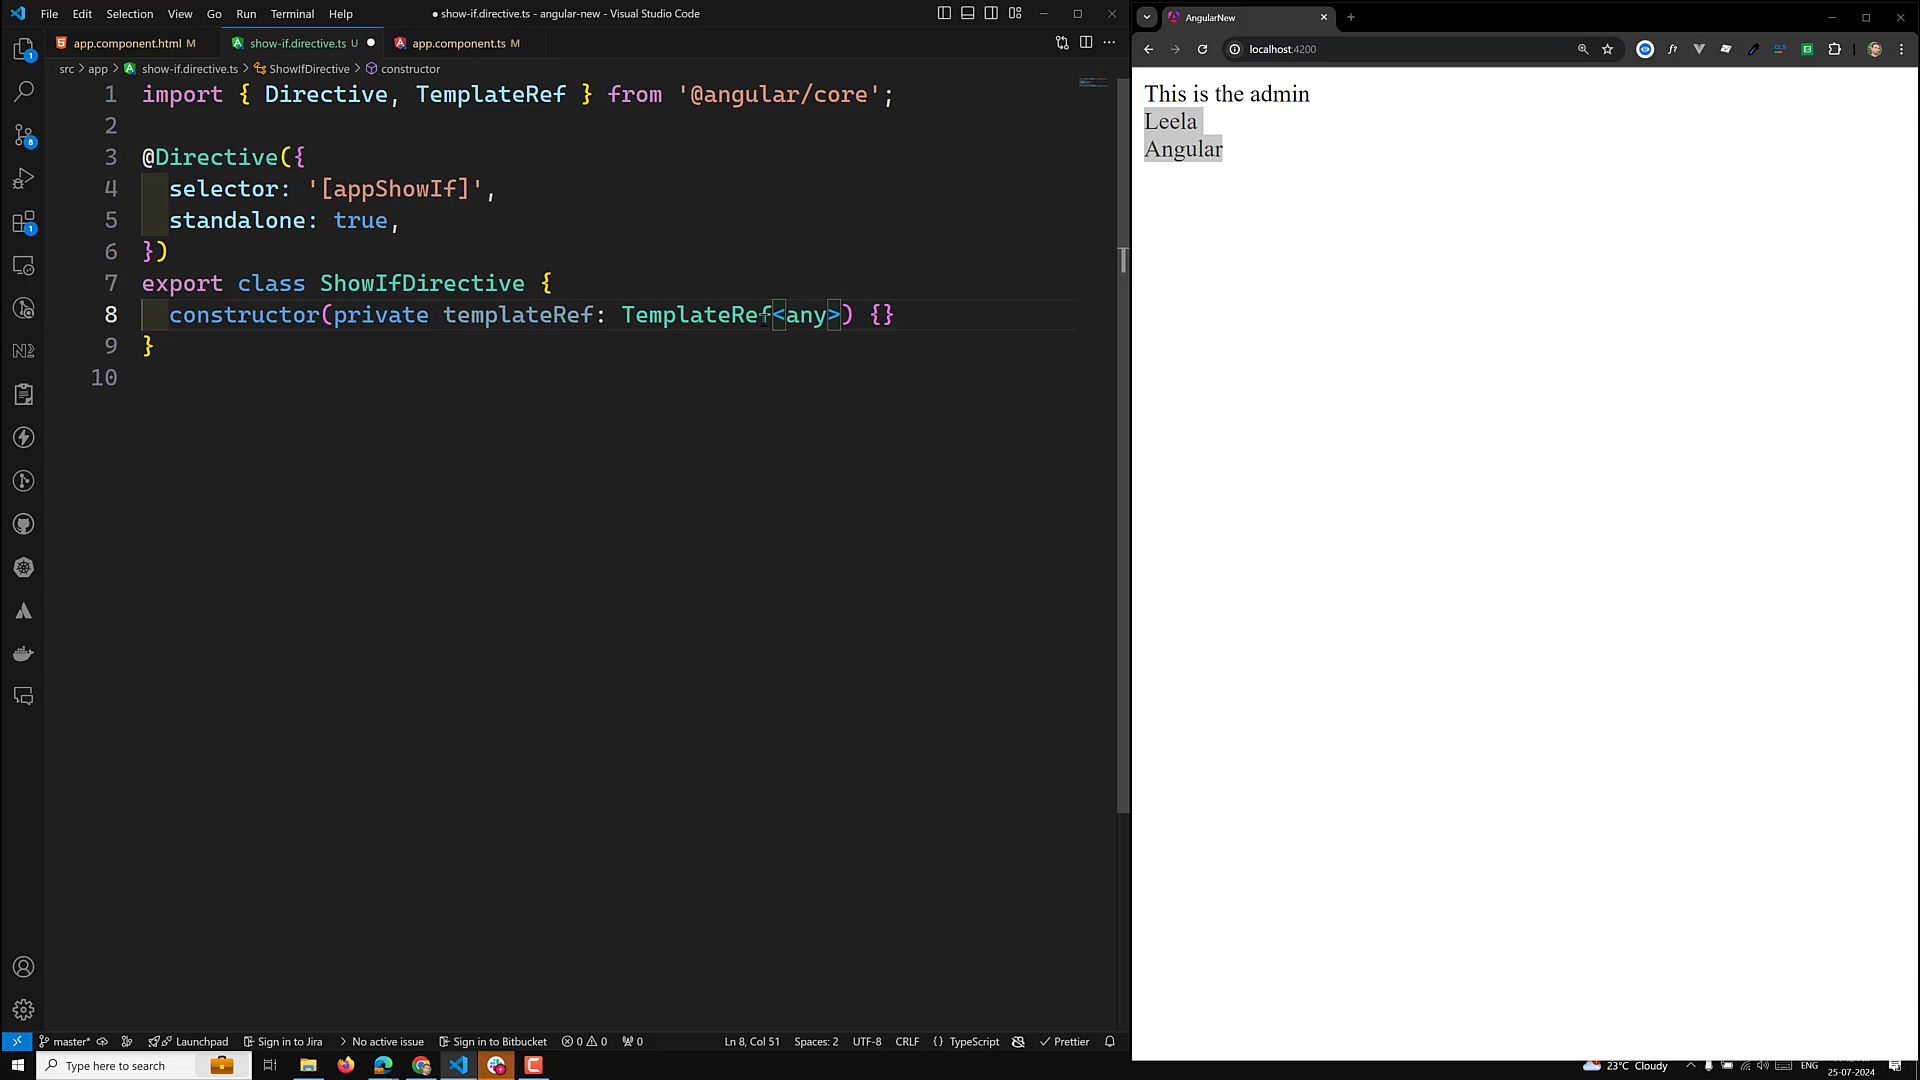 File Edit Selection View Go Run Terminal Help
● show-if.directive.ts - angular-new - Visual Studio Code
app.component.html M
show-if.directive.ts U ●
app.component.ts M
src > app > show-if.directive.ts > ShowIfDirective > constructor
1 import { Directive, TemplateRef } from '@angular/core';
2
3 @Directive({
4 selector: '[appShowIf]',
5 standalone: true,
6 })
7 export class ShowIfDirective {
8 constructor(private templateRef: TemplateRef<any>) {}
9 }
10
master* Launchpad Sign in to Jira No active issue Sign in to Bitbucket 0 0 0 Ln 8, Col 51 Spaces: 2 UTF-8 CRLF {} TypeScript Prettier
AngularNew
localhost:4200
This is the admin
Leela
Angular
Type here to search
23°C Cloudy
ENG
25-07-2024